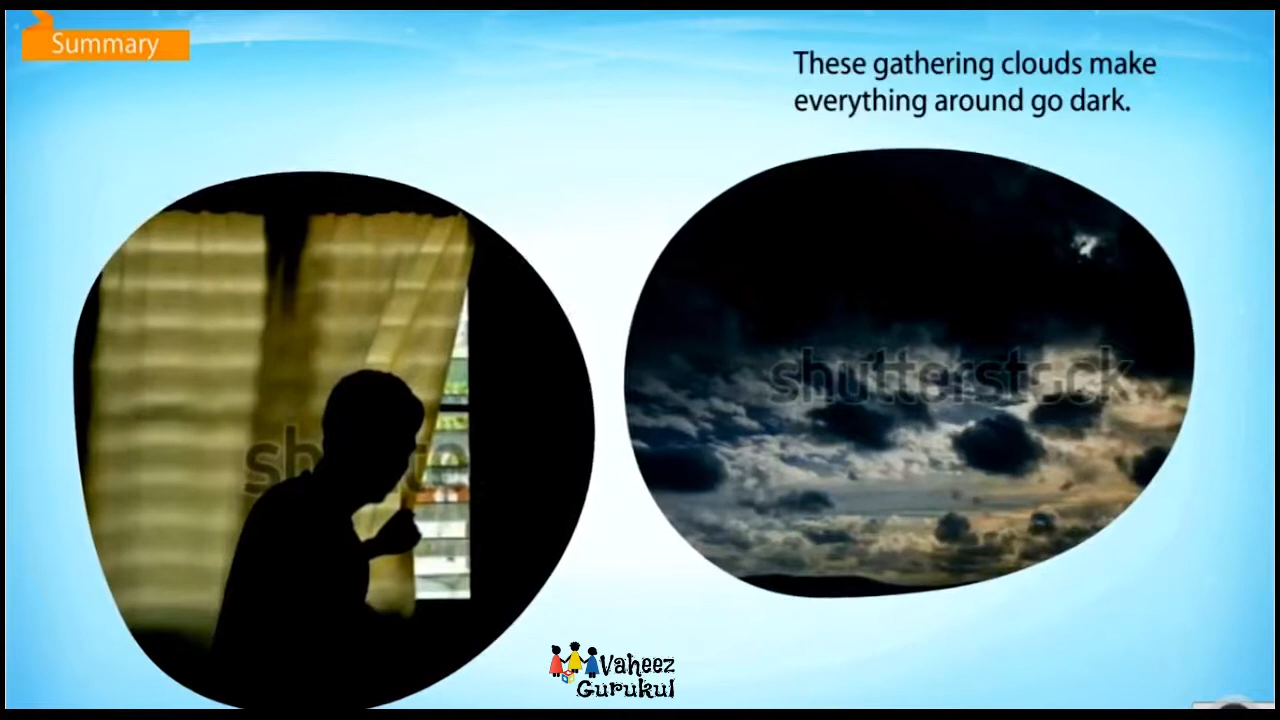 Summary
These gathering clouds make
everything around go dark.
shutterstock
Vaheez
Gurukul